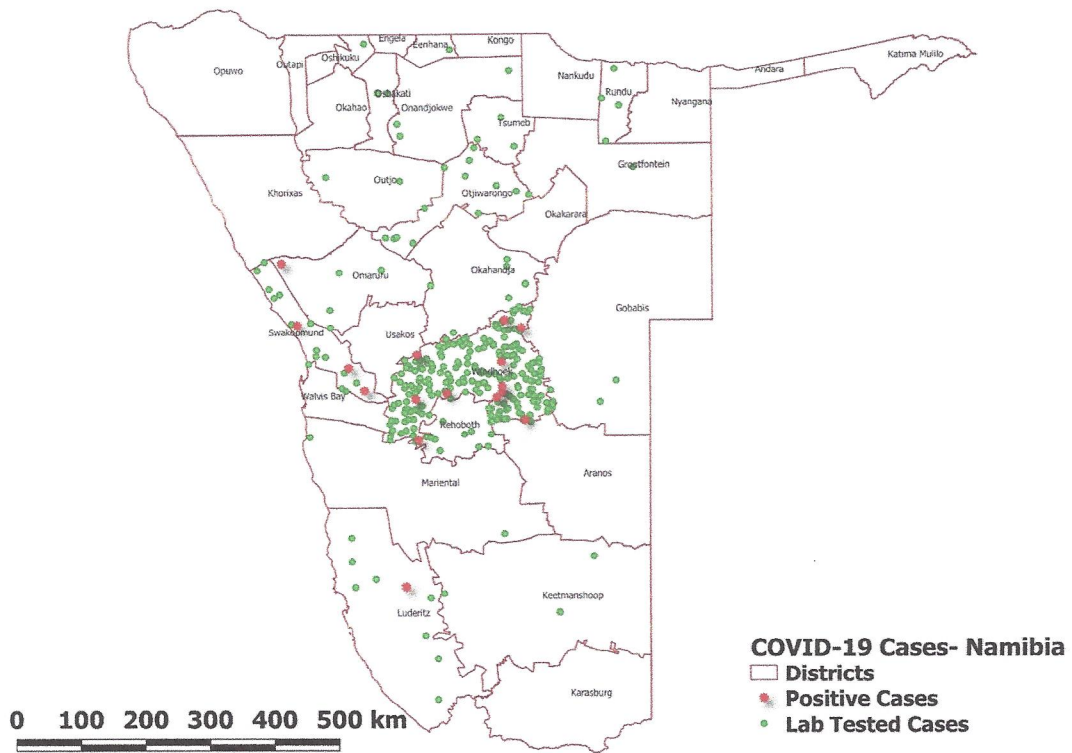 Engela
Kongo
Eenhana
Oshikuku
Katima Mulilo
Outapi
Opuwo
Andara
Nankudu
Oshakati
Rundu
Okahao
Onandjokwe
Nyangana
Tsumeb
Grootfontein
Outjo
Khorixas
Otjiwarongo
Okakarara
Okahandja
Omaruru
Gobabis
Swakopmund
Usakos
Windhoek
Walvis Bay
Rehoboth
Aranos
Mariental
Keetmanshoop
Luderitz
COVID-19 Cases- Namibia
Districts
Karasburg
Positive Cases
0 100 200 300 400 500 km
Lab Tested Cases